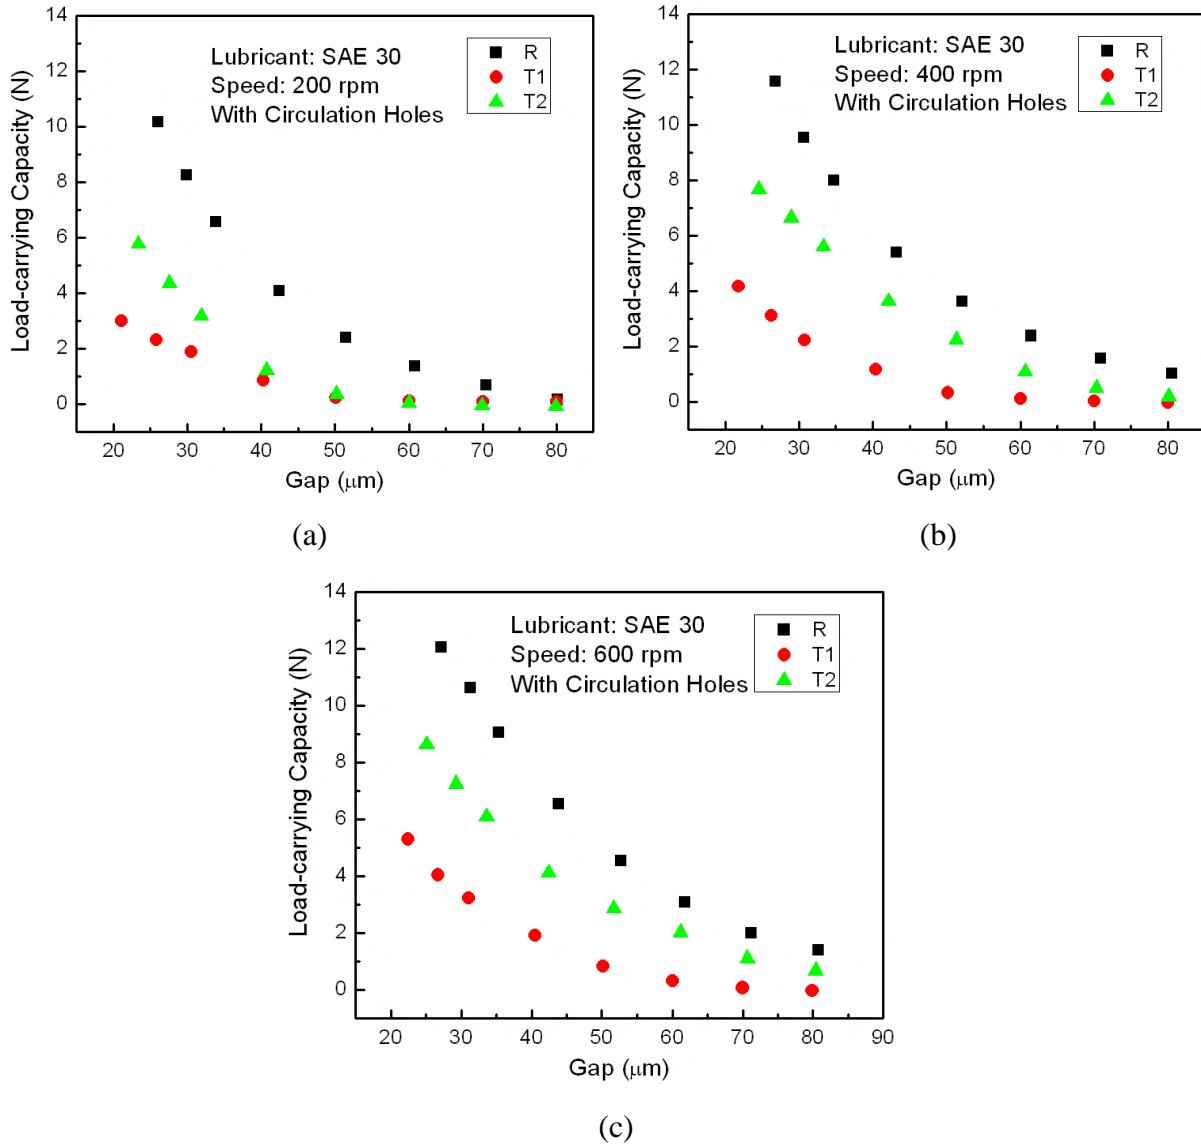 14
12
10
8
6
4
2
0
Load-carrying Capacity (N)
Lubricant: SAE 30
Speed: 200 rpm
With Circulation Holes
R
T1
T2
20 30 40 50 60 70 80
Gap (μm)
(a)
14
12
10
8
6
4
2
0
Load-carrying Capacity (N)
Lubricant: SAE 30
Speed: 400 rpm
With Circulation Holes
R
T1
T2
20 30 40 50 60 70 80
Gap (μm)
(b)
14
12
10
8
6
4
2
0
Load-carrying Capacity (N)
Lubricant: SAE 30
Speed: 600 rpm
With Circulation Holes
R
T1
T2
20 30 40 50 60 70 80 90
Gap (μm)
(c)